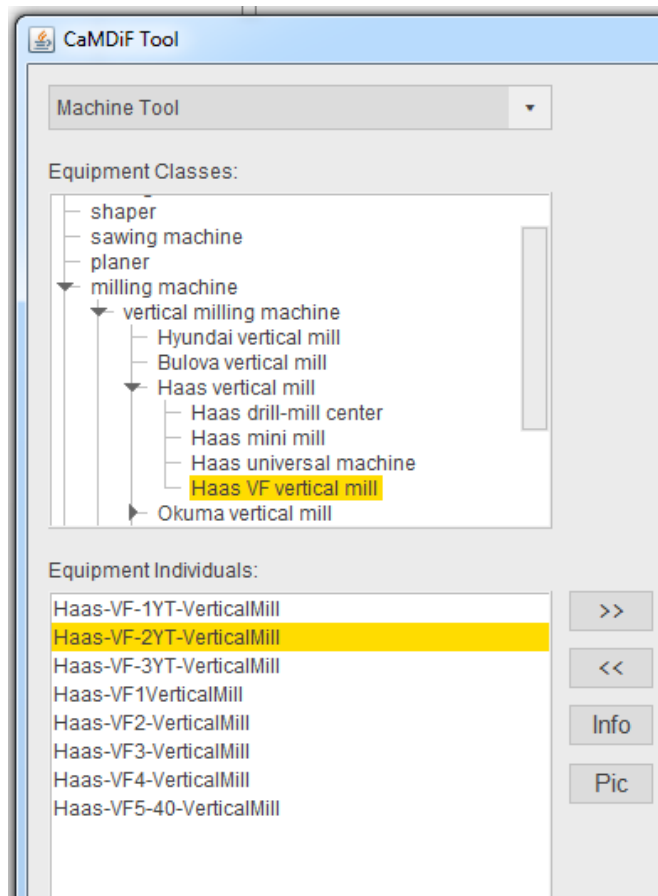 CaMDiF Tool
Machine Tool
Equipment Classes:
shaper
sawing machine
planer
milling machine
vertical milling machine
Hyundai vertical mill
Bulova vertical mill
Haas vertical mill
Haas drill-mill center
Haas mini mill
Haas universal machine
Haas VF vertical mill
Okuma vertical mill
Equipment Individuals:
Haas-VF-1YT-VerticalMill
Haas-VF-2YT-VerticalMill
Haas-VF-3YT-VerticalMill
Haas-VF1VerticalMill
Haas-VF2-VerticalMill
Haas-VF3-VerticalMill
Haas-VF4-VerticalMill
Haas-VF5-40-VerticalMill
>>
<<
Info
Pic